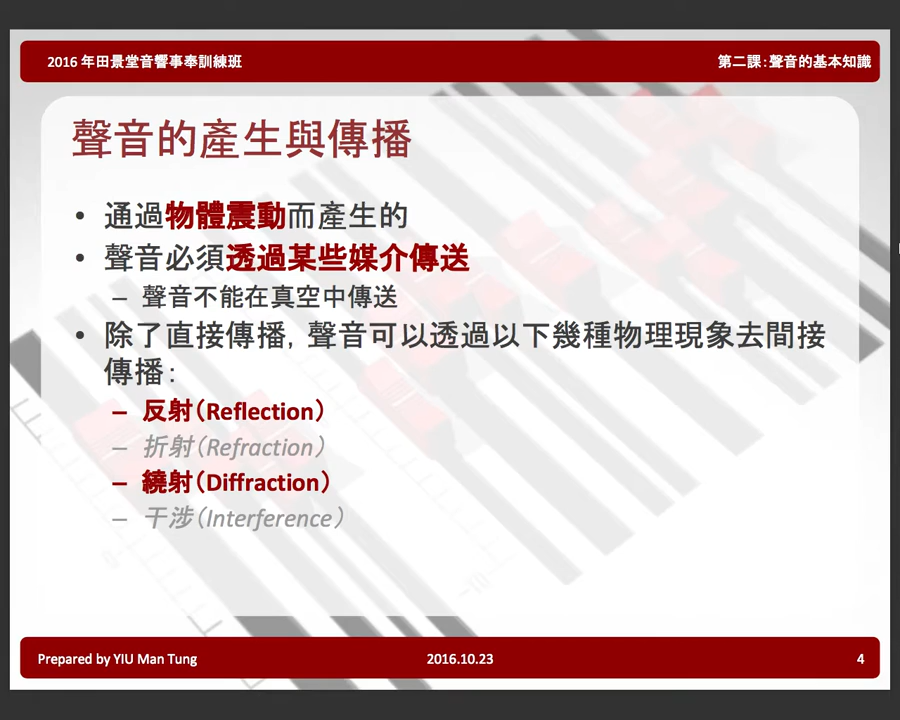 2016 年田景堂音響事奉訓練班
第二課：聲音的基本知識
聲音的產生與傳播
• 通過物體震動而產生的
• 聲音必須透過某些媒介傳送
– 聲音不能在真空中傳送
• 除了直接傳播，聲音可以透過以下幾種物理現象去間接
傳播：
– 反射（Reflection）
– 折射（Refraction）
– 繞射（Diffraction）
– 干涉（Interference）
Prepared by YIU Man Tung
2016.10.23
4